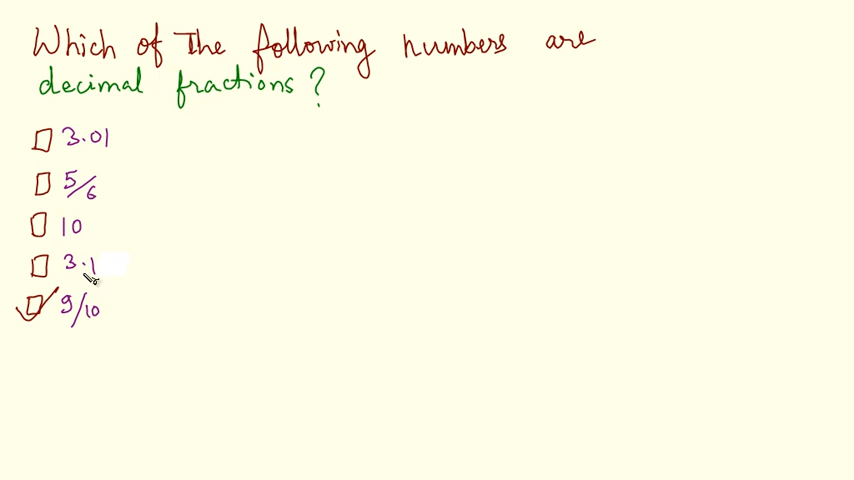 Which of The following numbers are
decimal fractions?
3.01
5/6
10
3.1
9/10